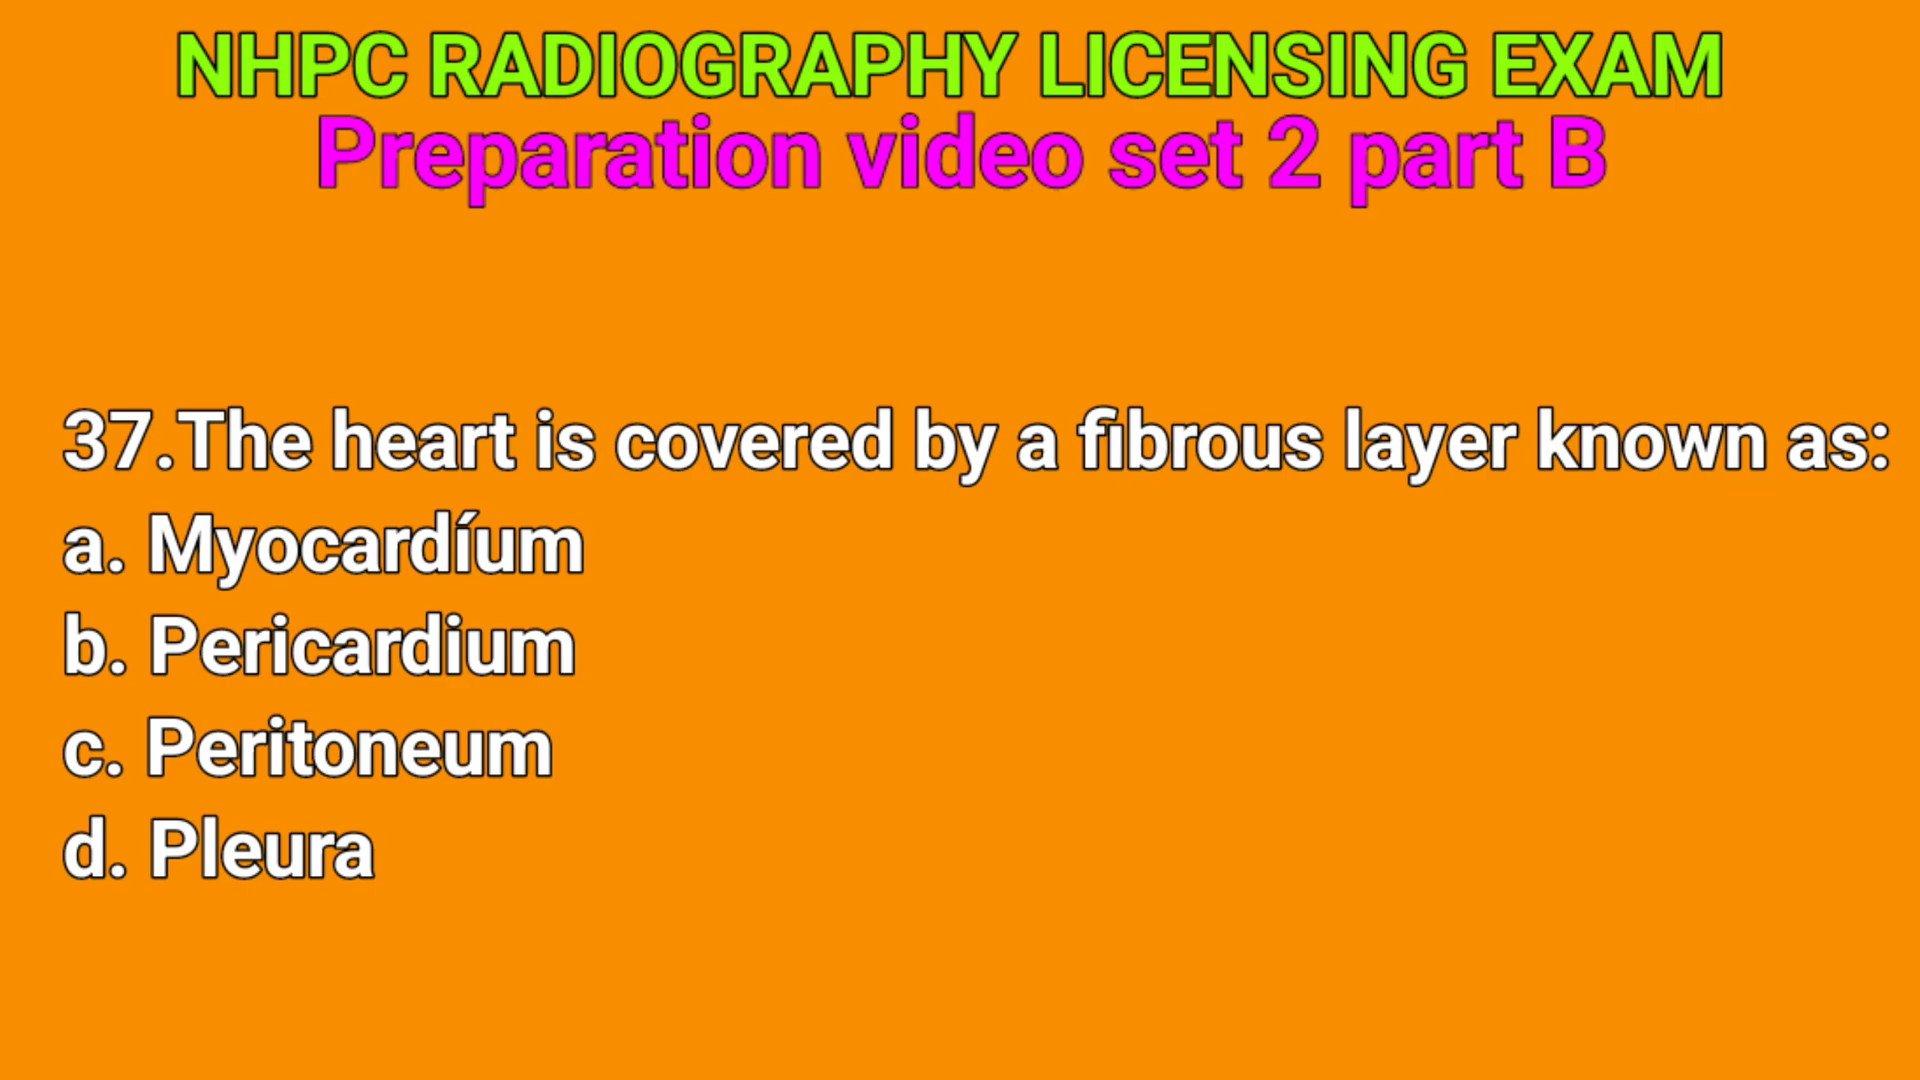 NHPC RADIOGRAPHY LICENSING EXAM
Preparation video set 2 part B
37.The heart is covered by a fibrous layer known as:
a. Myocardíum
b. Pericardium
c. Peritoneum
d. Pleura